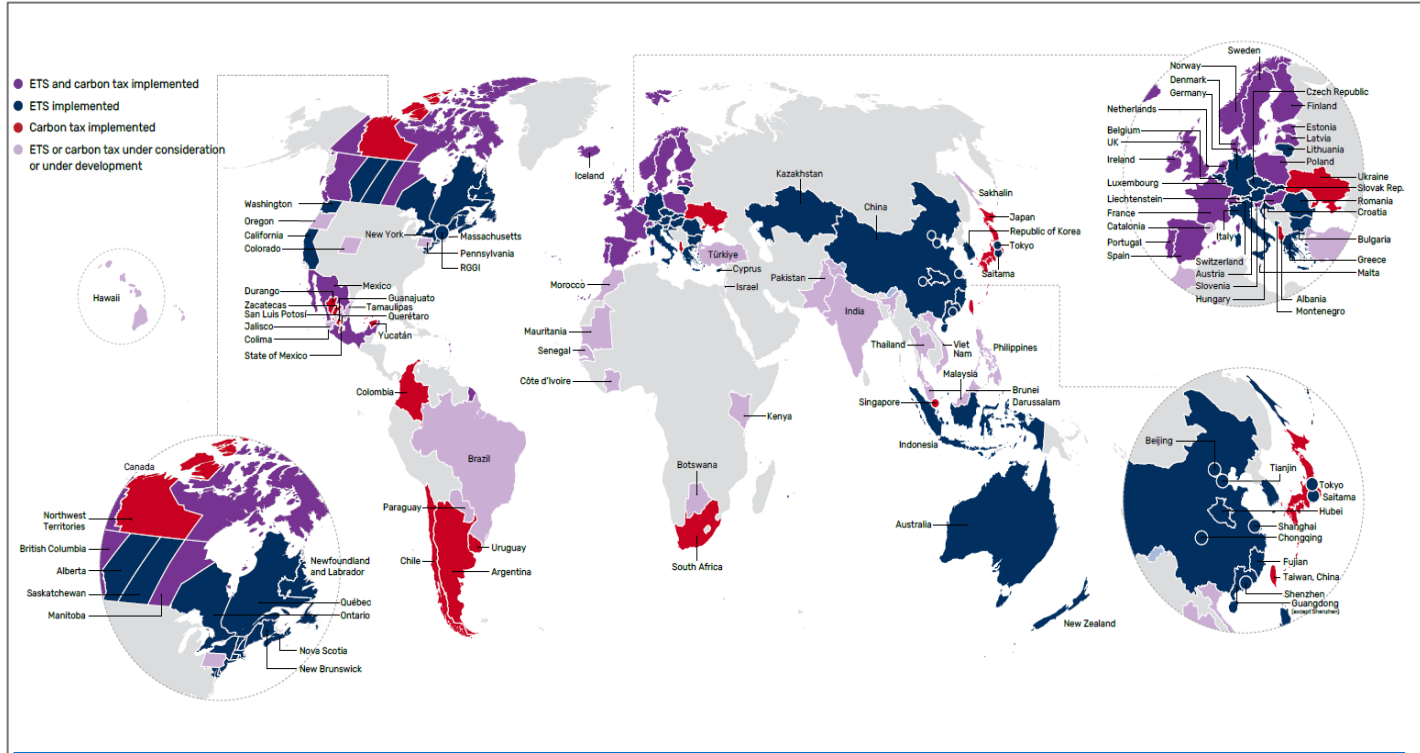 ETS and carbon tax implemented
ETS implemented
Carbon tax implemented
ETS or carbon tax under consideration
or under development
Washington
Oregon
California
Colorado
New York
Massachusetts
Pennsylvania
RGGI
Hawaii
Mexico
Durango
Guanajuato
Zacatecas
Tamaulipas
San Luis Potosí
Querétaro
Jalisco
Yucatán
Colima
State of Mexico
Colombia
Brazil
Paraguay
Uruguay
Chile
Argentina
Iceland
Morocco
Mauritania
Senegal
Côte d'Ivoire
Türkiye
Cyprus
Israel
Kenya
Botswana
South Africa
Kazakhstan
China
Pakistan
India
Thailand
Viet
Nam
Philippines
Malaysia
Brunei
Darussalam
Singapore
Indonesia
Australia
New Zealand
Sakhalin
Japan
Republic of Korea
Tokyo
Saitama
Sweden
Norway
Denmark
Germany
Netherlands
Belgium
UK
Ireland
Luxembourg
Liechtenstein
France
Catalonia
Portugal
Spain
Italy
Switzerland
Austria
Slovenia
Hungary
Czech Republic
Finland
Estonia
Latvia
Lithuania
Poland
Ukraine
Slovak Rep.
Romania
Croatia
Bulgaria
Greece
Malta
Albania
Montenegro
Canada
Northwest
Territories
British Columbia
Alberta
Saskatchewan
Manitoba
Newfoundland
and Labrador
Québec
Ontario
Nova Scotia
New Brunswick
Beijing
Tianjin
Tokyo
Saitama
Hubei
Shanghai
Chongqing
Fujian
Taiwan, China
Shenzhen
Guangdong
(except Shenzhen)